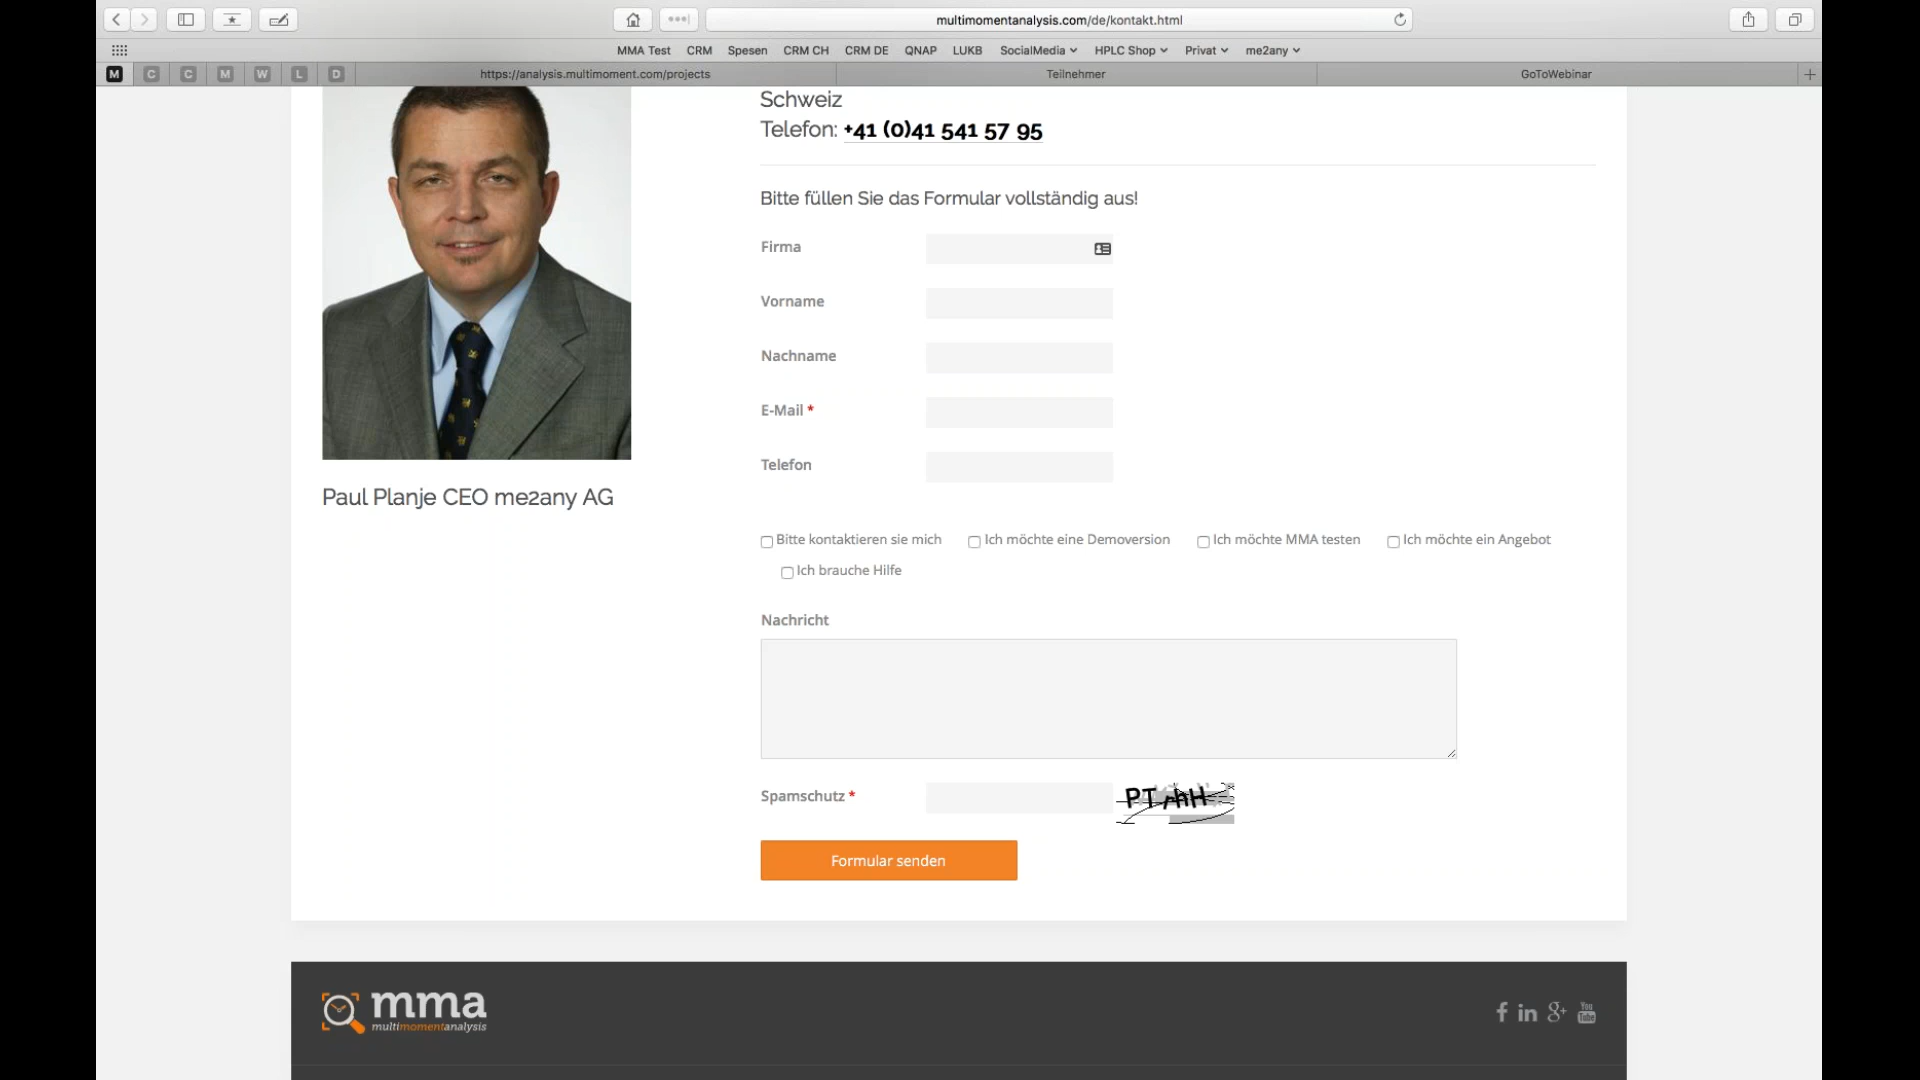 multimomentanalysis.com/de/kontakt.html
MMA Test CRM Spesen CRM CH CRM DE QNAP LUKB SocialMedia HPLC Shop Privat me2any
M C C M W L D https://analysis.multimoment.com/projects Teilnehmer GoToWebinar
Schweiz
Telefon: +41 (0)41 541 57 95
Bitte füllen Sie das Formular vollständig aus!
Firma
Vorname
Nachname
E-Mail *
Telefon
Paul Planje CEO me2any AG
Bitte kontaktieren sie mich Ich möchte eine Demoversion Ich möchte MMA testen Ich möchte ein Angebot
Ich brauche Hilfe
Nachricht
Spamschutz *
Formular senden
mma
multimomentanalysis
f in g+ You Tube